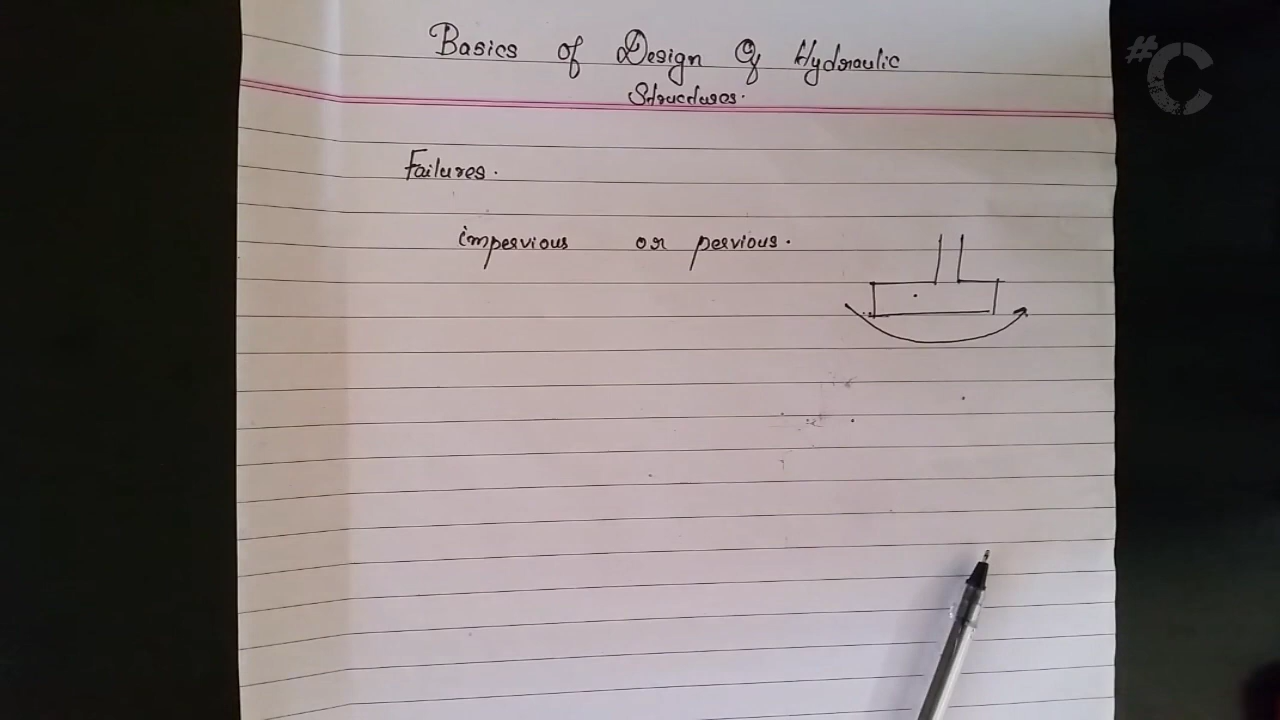 Basics of Design Of Hydraulic
Structures.
Failures.
impervious or pervious.
#C